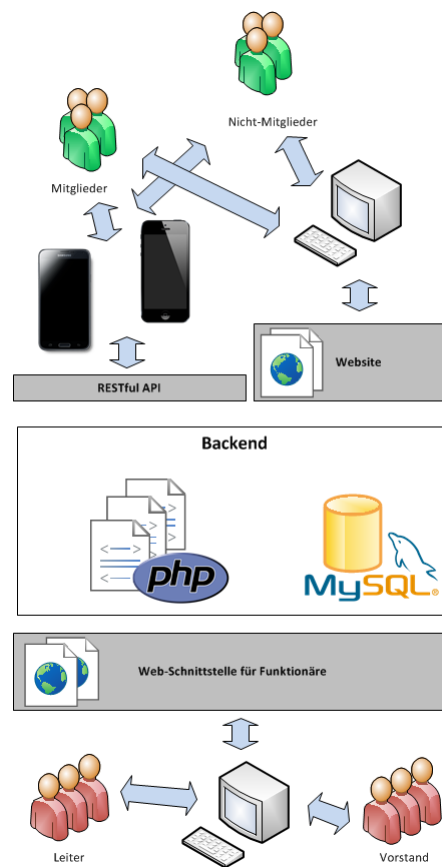 Nicht-Mitglieder
Mitglieder
Website
RESTful API
Backend
php
MySQL®
Web-Schnittstelle für Funktionäre
Leiter
Vorstand